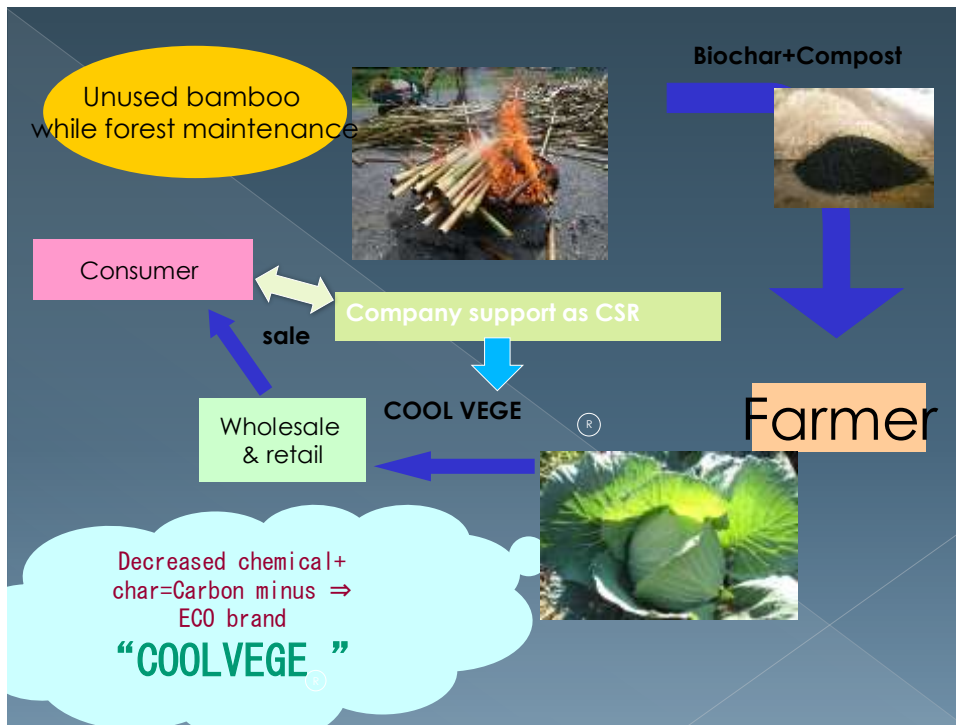 Biochar+Compost
Unused bamboo
while forest maintenance
Consumer
Company support as CSR
sale
COOL VEGE
®
Farmer
Wholesale
& retail
Decreased chemical+
char=Carbon minus ⇒
ECO brand
“COOLVEGE ”
®